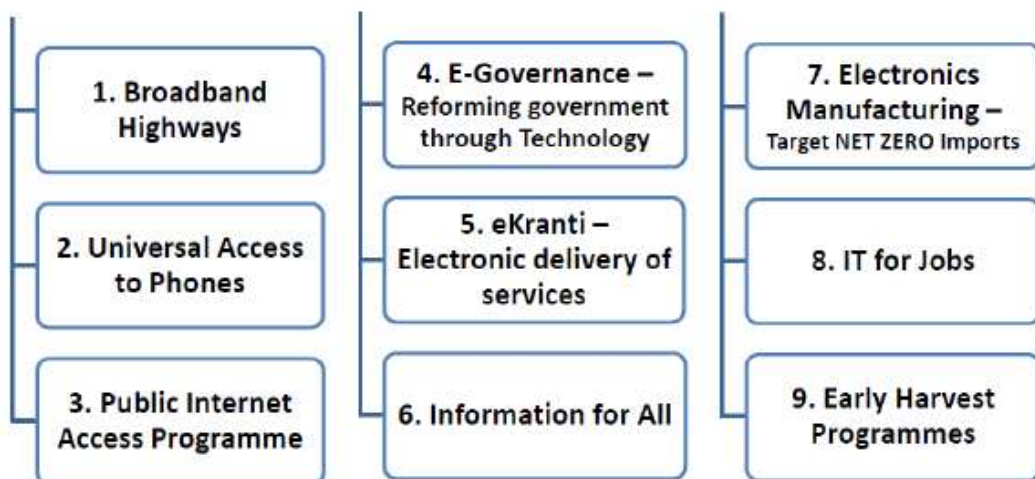 1. Broadband
Highways
2. Universal Access
to Phones
3. Public Internet
Access Programme
4. E-Governance –
Reforming government
through Technology
5. eKranti –
Electronic delivery of
services
6. Information for All
7. Electronics
Manufacturing –
Target NET ZERO Imports
8. IT for Jobs
9. Early Harvest
Programmes